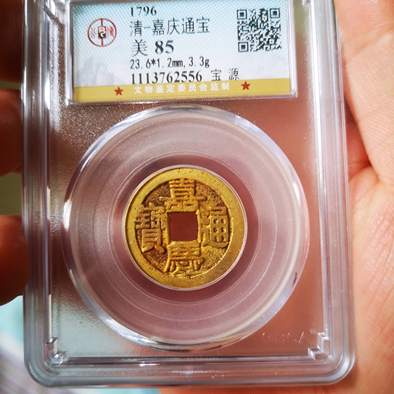 1796
清-嘉庆通宝
美 85
23.6*1.2mm,3.3g
1113762556 宝 源
★ 文物鉴定委员会监制 ★
嘉
寶 通
慶